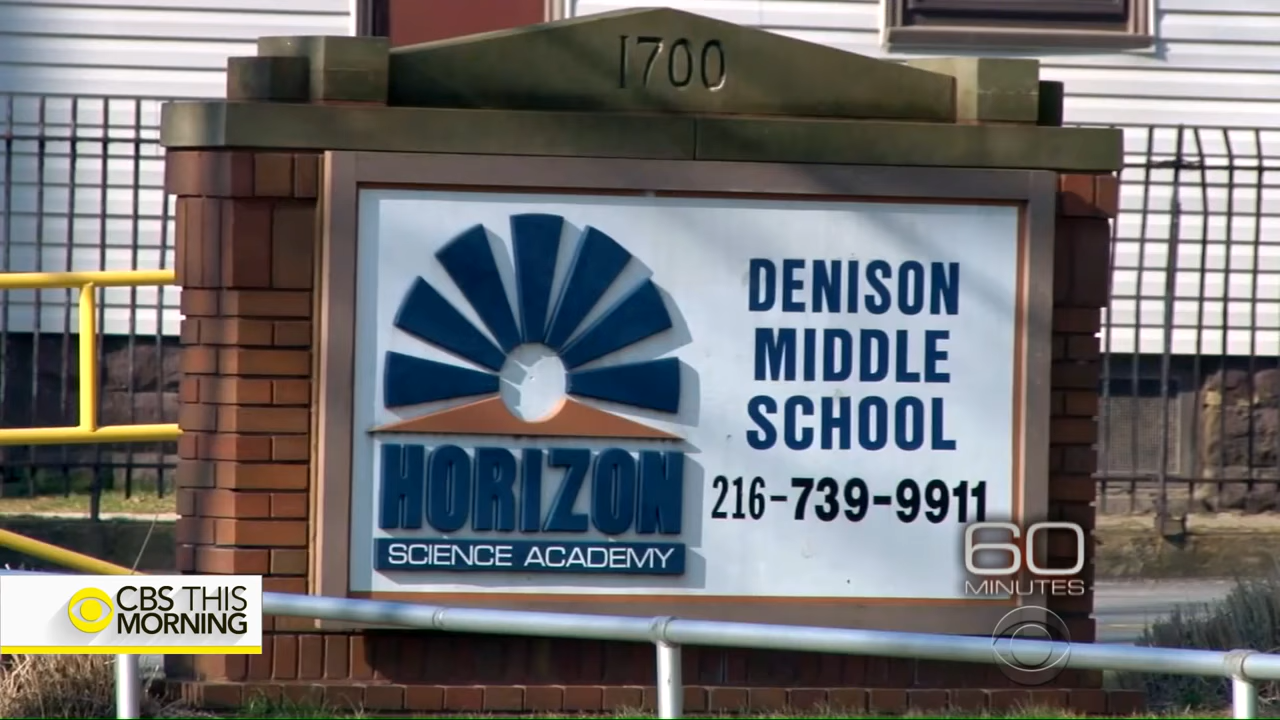 1700
DENISON
MIDDLE
SCHOOL
216-739-9911
HORIZON
SCIENCE ACADEMY
60
MINUTES
CBS THIS
MORNING